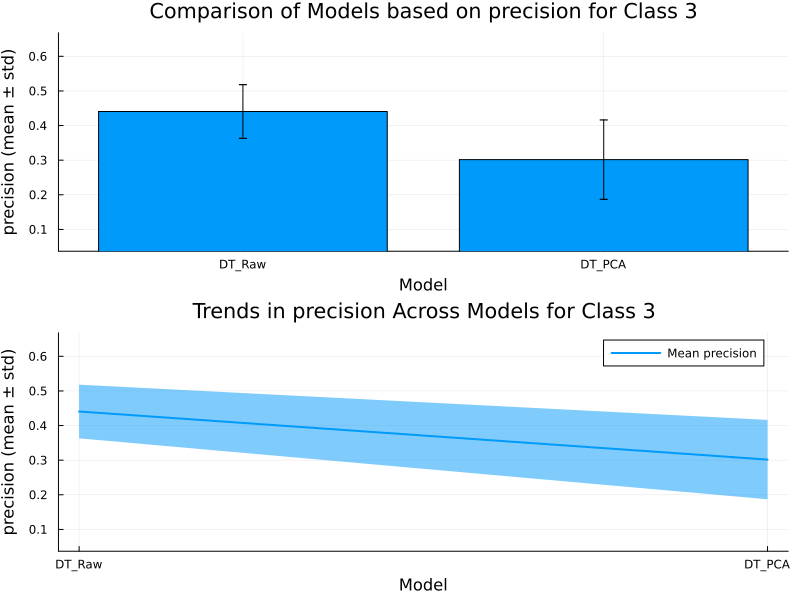 Comparison of Models based on precision for Class 3
precision (mean ± std)
0.6
0.5
0.4
0.3
0.2
0.1
DT_Raw
DT_PCA
Model
Trends in precision Across Models for Class 3
precision (mean ± std)
0.6
0.5
0.4
0.3
0.2
0.1
Mean precision
DT_Raw
DT_PCA
Model